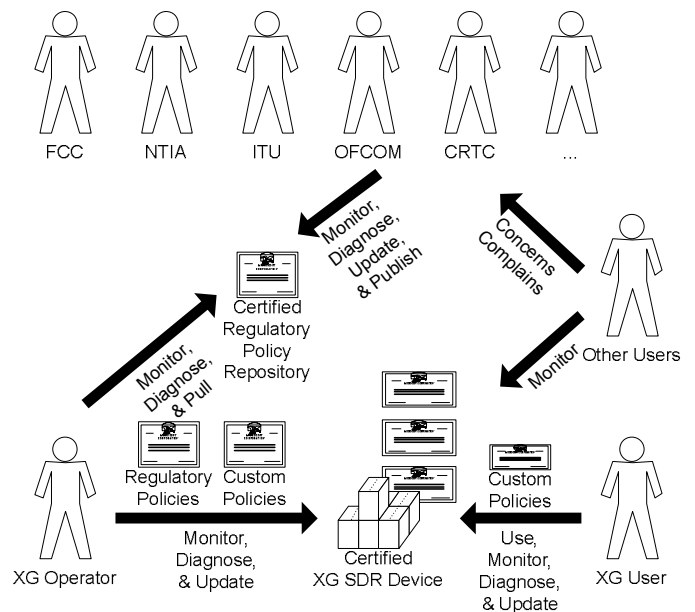 FCC
NTIA
ITU
OFCOM
CRTC
...
Monitor,
Diagnose,
Update,
& Publish
Concerns
Complains
Certified
Regulatory
Policy
Repository
Monitor,
Diagnose,
& Pull
Monitor
Other Users
Regulatory
Policies
Custom
Policies
Custom
Policies
Monitor,
Diagnose,
& Update
Certified
XG SDR Device
Use,
Monitor,
Diagnose,
& Update
XG Operator
XG User